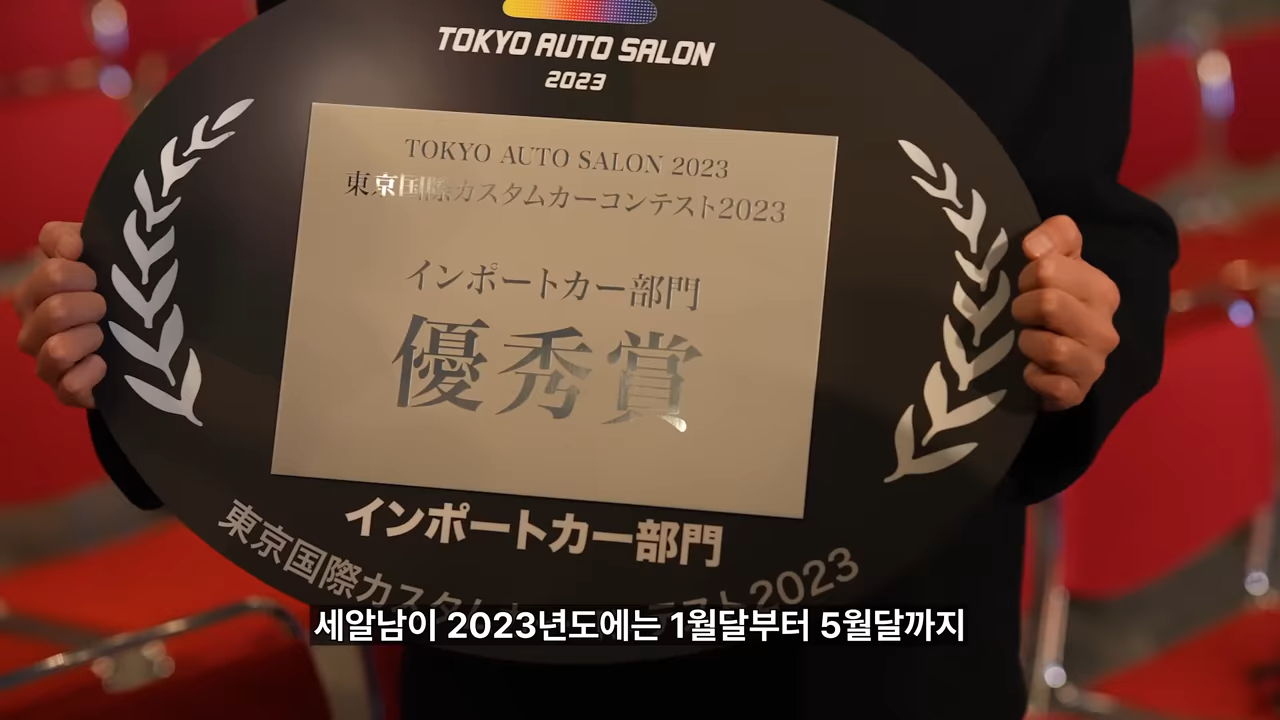 TOKYO AUTO SALON
2023
TOKYO AUTO SALON 2023
東京国際カスタムカーコンテスト2023
インポートカー部門
優秀賞
インポートカー部門
東京国際カスタ テスト2023
세알남이 2023년도에는 1월달부터 5월달까지